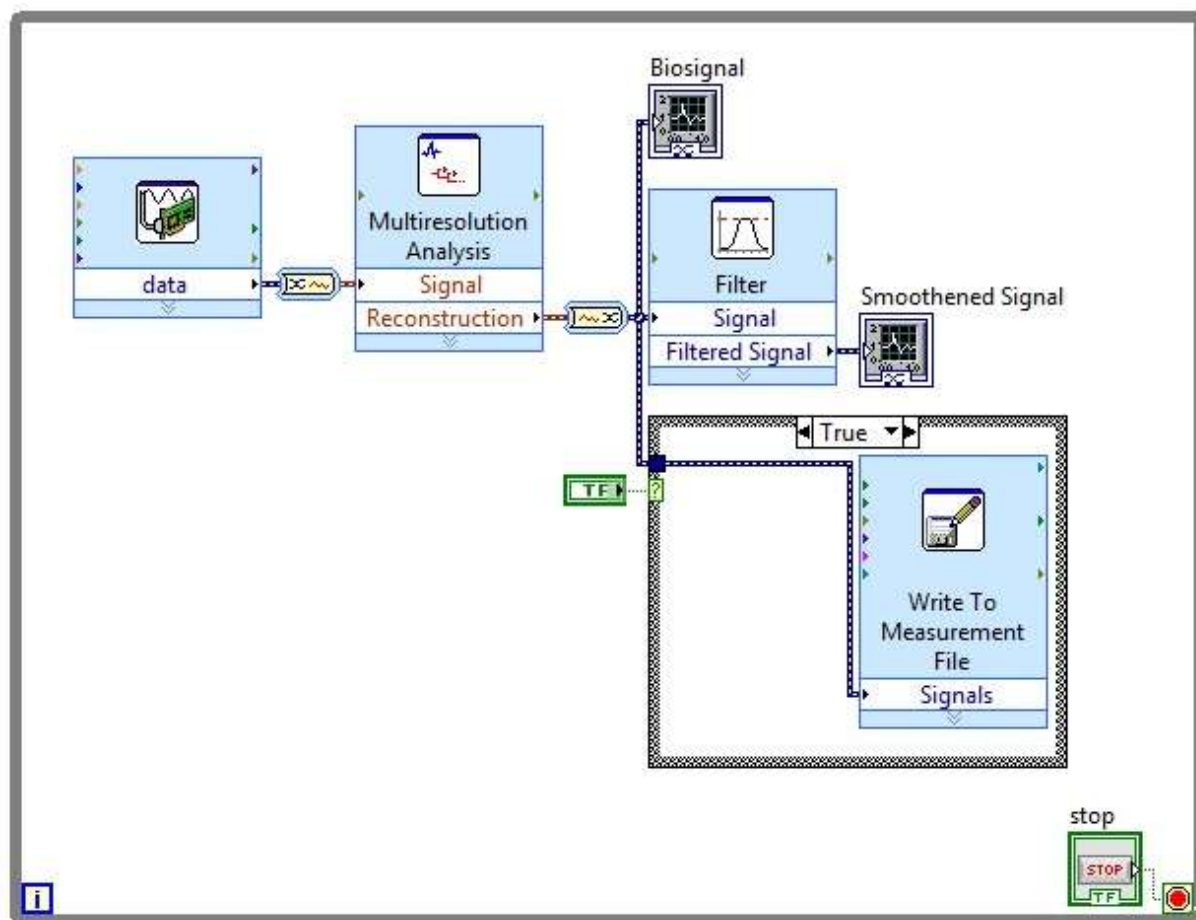 Biosignal
data
Multiresolution
Analysis
Signal
Reconstruction
Filter
Signal
Filtered Signal
Smoothened Signal
True
TF
?
Write To
Measurement
File
Signals
stop
STOP
TF
i